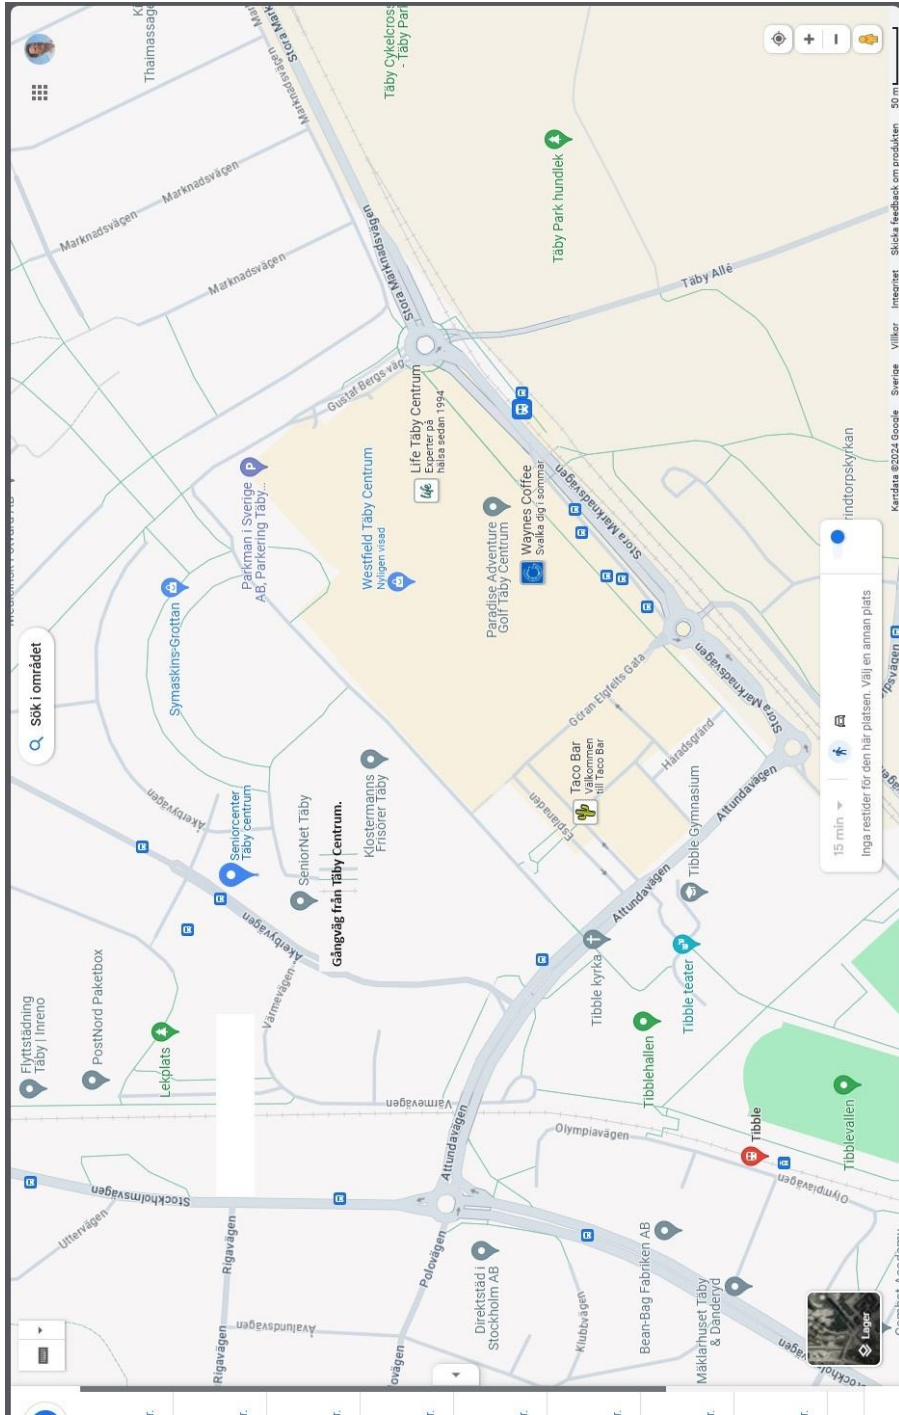 Sök i området
Thaimassage
Täby Cykelcross
- Täby Park
Stora Marknadsvägen
Marknadsvägen
Marknadsvägen
Marknadsvägen
Marknadsvägen
Marknadsvägen
Stora Marknadsvägen
Täby Park hundlek
Täby Allé
Gustaf Bergs väg
Life Täby Centrum
Experter på
hälsa sedan 1994
life
Parkman i Sverige
AB, Parkering Täby...
Westfield Täby Centrum
Nyligen visad
Paradise Adventure
Golf Täby Centrum
Waynes Coffee
Svalka dig i sommar
Stora Marknadsvägen
Stora Marknadsvägen
Symaskins-Grottan
Göran Elgfelts Gata
Häradsgränd
Taco Bar
Välkommen
till Taco Bar
Esplanaden
Klostermanns
Frisörer Täby
Åkerbyvägen
Seniorcenter
Täby centrum
SeniorNet Täby
Gångväg från Täby Centrum.
Åkerbyvägen
Värmevägen
Attundavägen
Attundavägen
Tibble Gymnasium
Tibble kyrka
Tibble teater
Tibblehallen
Tibblevallen
Tibble
Flyttstädning
Täby | Inreno
PostNord Paketbox
Lekplats
Värmevägen
Attundavägen
Olympiavägen
Olympiavägen
Stockholmsvägen
Uttervägen
Rigavägen
Rigavägen
Avalundsvägen
Polovägen
Direktstäd i
Stockholm AB
Klubbvägen
Bean-Bag Fabriken AB
Mäklarhuset Täby
& Danderyd
Lager
15 min
Inga restider för den här platsen. Välj en annan plats
Kartdata ©2024 Google
Sverige
Villkor
Integritet
Skicka feedback om produkten
50 m